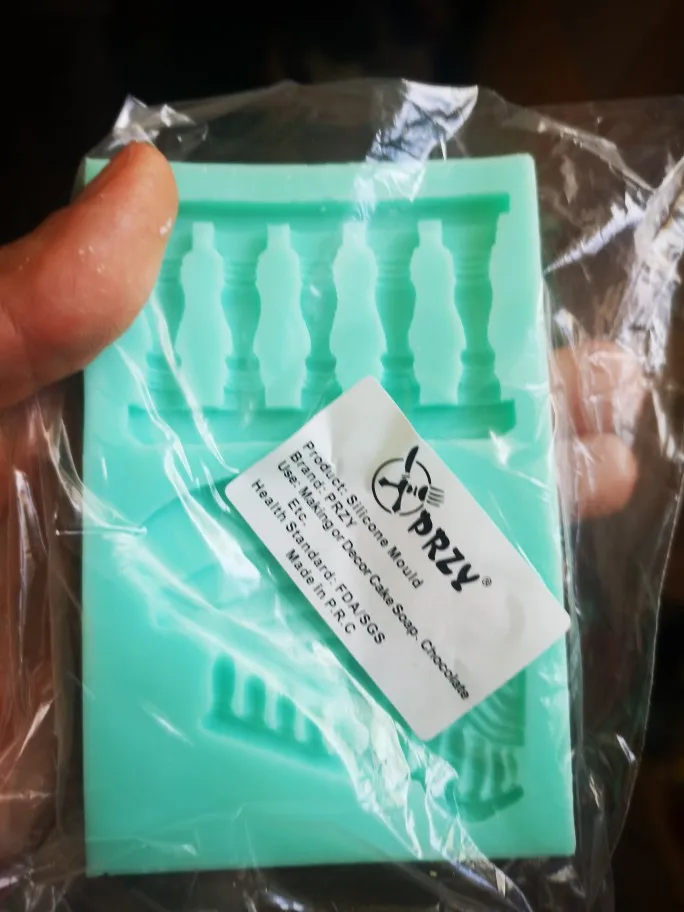 PRZY®
Product: Silicone Mould
Brand: PRZY
Use: Making or Decor Cake Soap、Chocolate
Etc.
Health Standard: FDA/SGS
Made in P.R.C